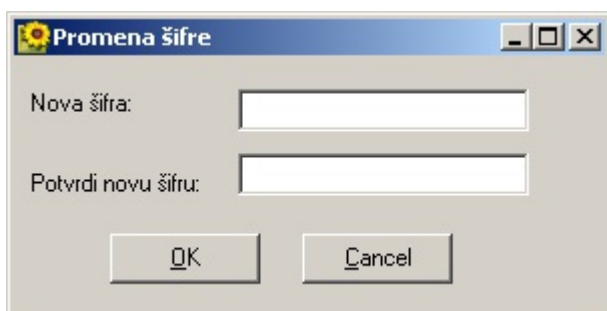 Promena šifre
Nova šifra:
Potvrdi novu šifru:
OK
Cancel